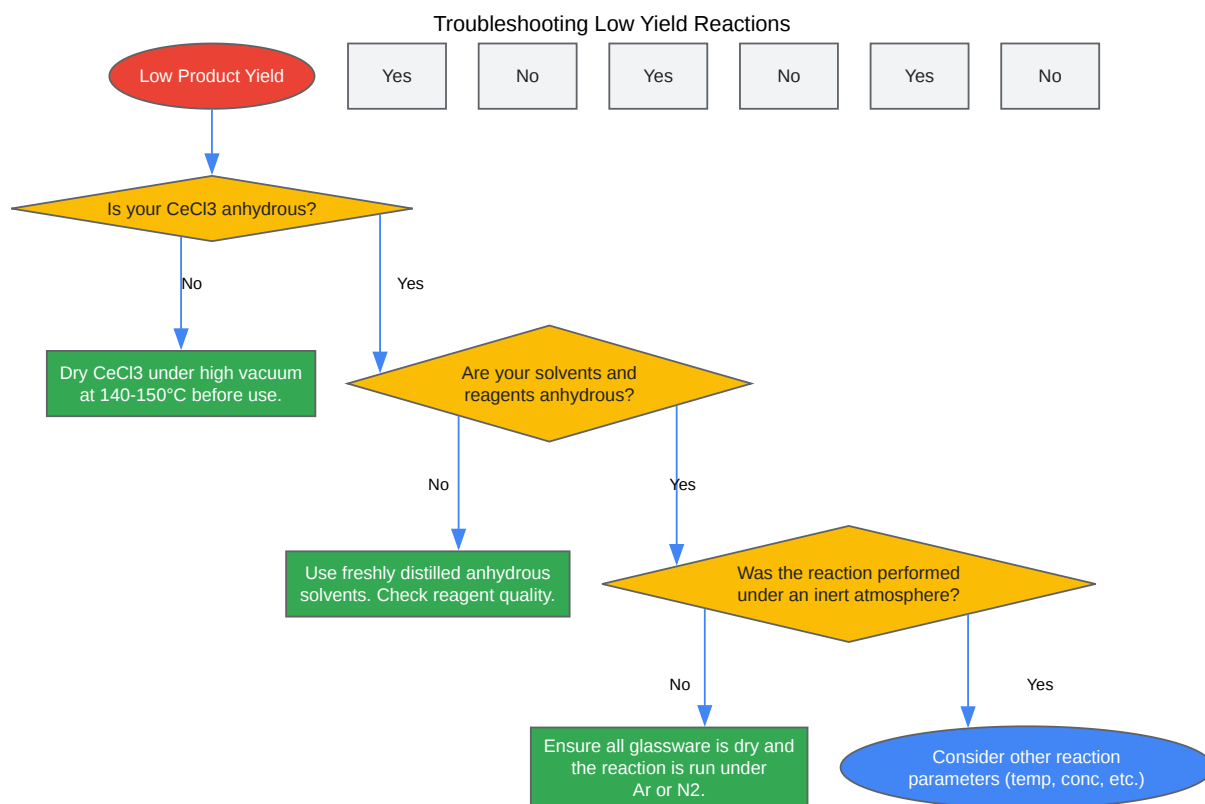 Troubleshooting Low Yield Reactions
Low Product Yield
Yes
No
Yes
No
Yes
No
Is your CeCl3 anhydrous?
No
Yes
Dry CeCl3 under high vacuum
at 140-150°C before use.
Are your solvents and
reagents anhydrous?
No
Yes
Use freshly distilled anhydrous
solvents. Check reagent quality.
Was the reaction performed
under an inert atmosphere?
No
Yes
Ensure all glassware is dry and
the reaction is run under
Ar or N2.
Consider other reaction
parameters (temp, conc, etc.)